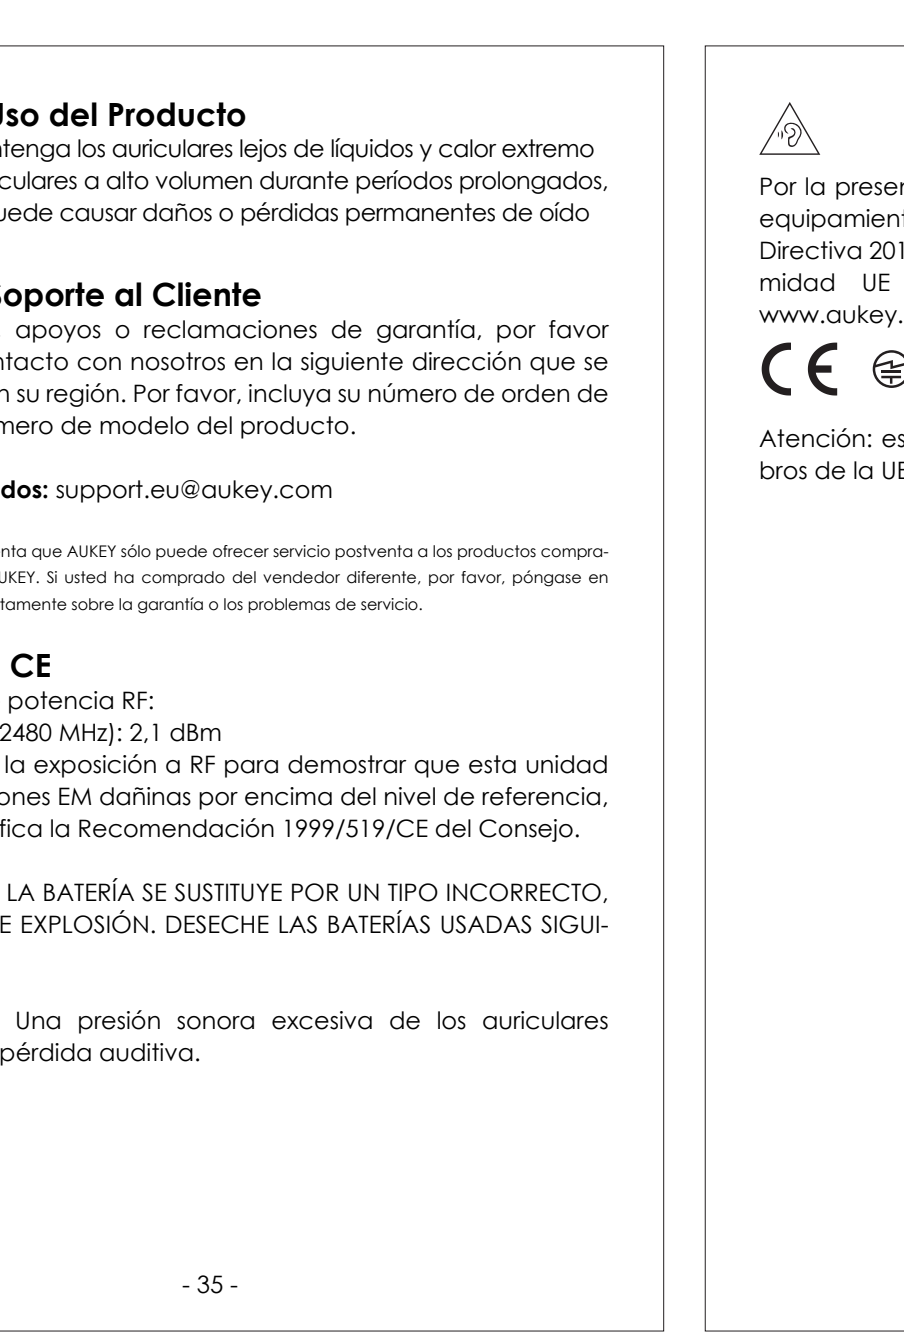 Uso del Producto
ntenga los auriculares lejos de líquidos y calor extremo
culares a alto volumen durante períodos prolongados,
uede causar daños o pérdidas permanentes de oído
Soporte al Cliente
apoyos o reclamaciones de garantía, por favor
ntacto con nosotros en la siguiente dirección que se
n su región. Por favor, incluya su número de orden de
mero de modelo del producto.
dos: support.eu@aukey.com
nta que AUKEY sólo puede ofrecer servicio postventa a los productos compra-
UKEY. Si usted ha comprado del vendedor diferente, por favor, póngase en
tamente sobre la garantía o los problemas de servicio.
CE
potencia RF:
2480 MHz): 2,1 dBm
la exposición a RF para demostrar que esta unidad
ones EM dañinas por encima del nivel de referencia,
fica la Recomendación 1999/519/CE del Consejo.
LA BATERÍA SE SUSTITUYE POR UN TIPO INCORRECTO,
E EXPLOSIÓN. DESECHE LAS BATERÍAS USADAS SIGUI-
Una presión sonora excesiva de los auriculares
pérdida auditiva.
- 35 -
Por la preser
equipamient
Directiva 201
midad UE
www.aukey.
CE
Atención: es
bros de la UE